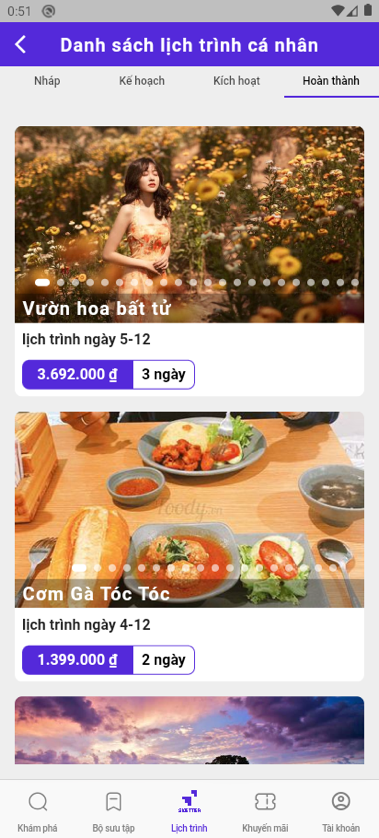 0:51
Danh sách lịch trình cá nhân
Nháp
Kế hoạch
Kích hoạt
Hoàn thành
Vườn hoa bất tử
lịch trình ngày 5-12
3.692.000 ₫
3 ngày
foody.vn
Cơm Gà Tóc Tóc
lịch trình ngày 4-12
1.399.000 ₫
2 ngày
Khám phá
Bộ sưu tập
Lịch trình
Khuyến mãi
Tài khoản